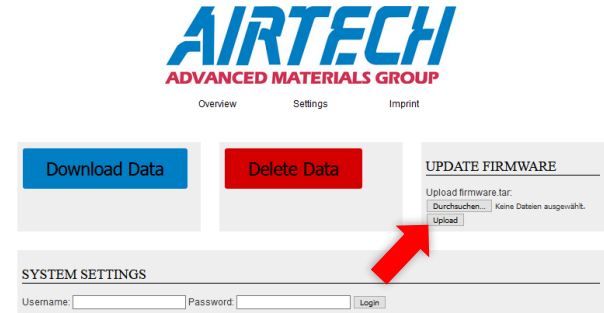 AIRTECH
ADVANCED MATERIALS GROUP
Overview Settings Imprint
Download Data
Delete Data
UPDATE FIRMWARE
Upload firmware.tar:
Durchsuchen... Keine Dateien ausgewählt.
Upload
SYSTEM SETTINGS
Username: Password: Login